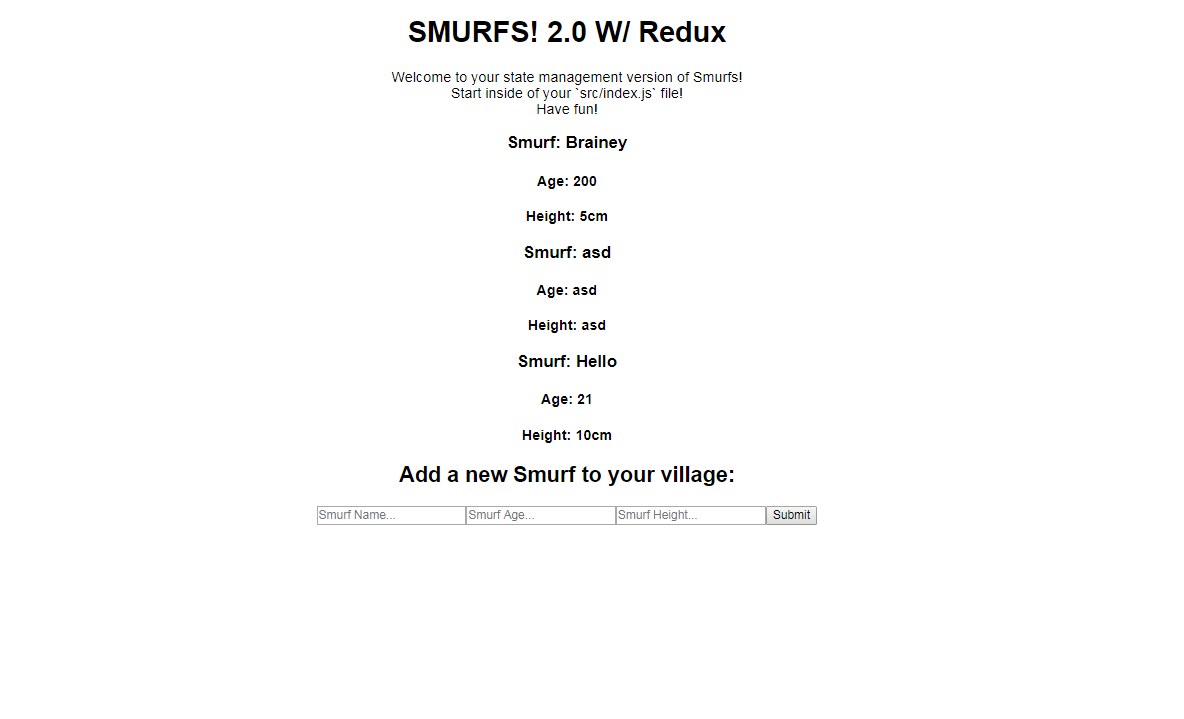 SMURFS! 2.0 W/ Redux
Welcome to your state management version of Smurfs!
Start inside of your `src/index.js` file!
Have fun!
Smurf: Brainey
Age: 200
Height: 5cm
Smurf: asd
Age: asd
Height: asd
Smurf: Hello
Age: 21
Height: 10cm
Add a new Smurf to your village:
Smurf Name... Smurf Age... Smurf Height... Submit